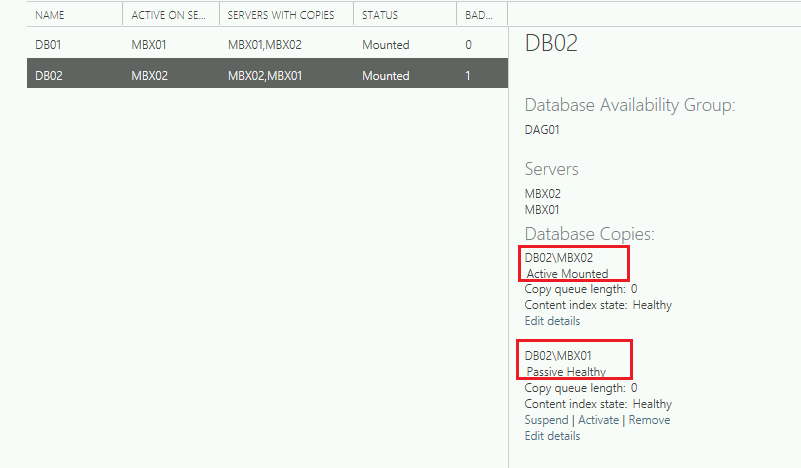 NAME ACTIVE ON SE... SERVERS WITH COPIES STATUS BAD...
DB01 MBX01 MBX01,MBX02 Mounted 0
DB02 MBX02 MBX02,MBX01 Mounted 1
DB02
Database Availability Group:
DAG01
Servers
MBX02
MBX01
Database Copies:
DB02\MBX02
Active Mounted
Copy queue length: 0
Content index state: Healthy
Edit details
DB02\MBX01
Passive Healthy
Copy queue length: 0
Content index state: Healthy
Suspend | Activate | Remove
Edit details